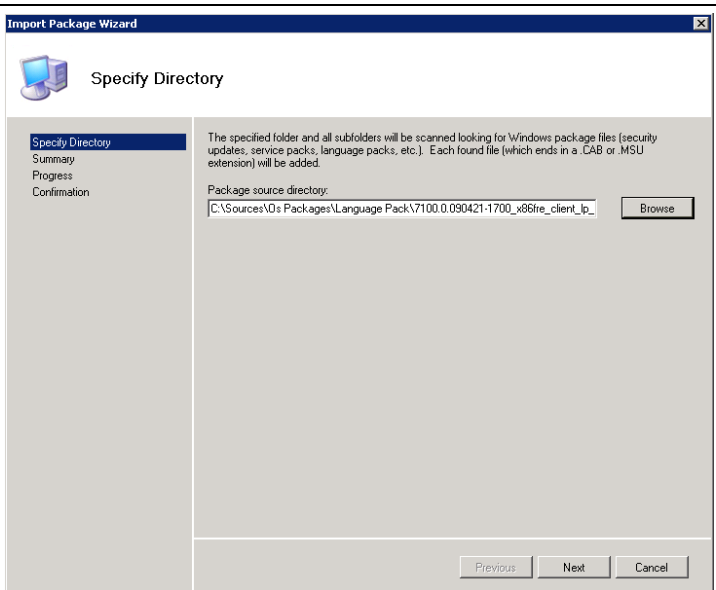 Import Package Wizard
Specify Directory
Specify Directory
Summary
Progress
Confirmation
The specified folder and all subfolders will be scanned looking for Windows package files (security
updates, service packs, language packs, etc.). Each found file (which ends in a .CAB or .MSU
extension) will be added.
Package source directory:
C:\Sources\Os Packages\Language Pack\7100.0.090421-1700_x86fre_client_lp_
Browse
Previous
Next
Cancel